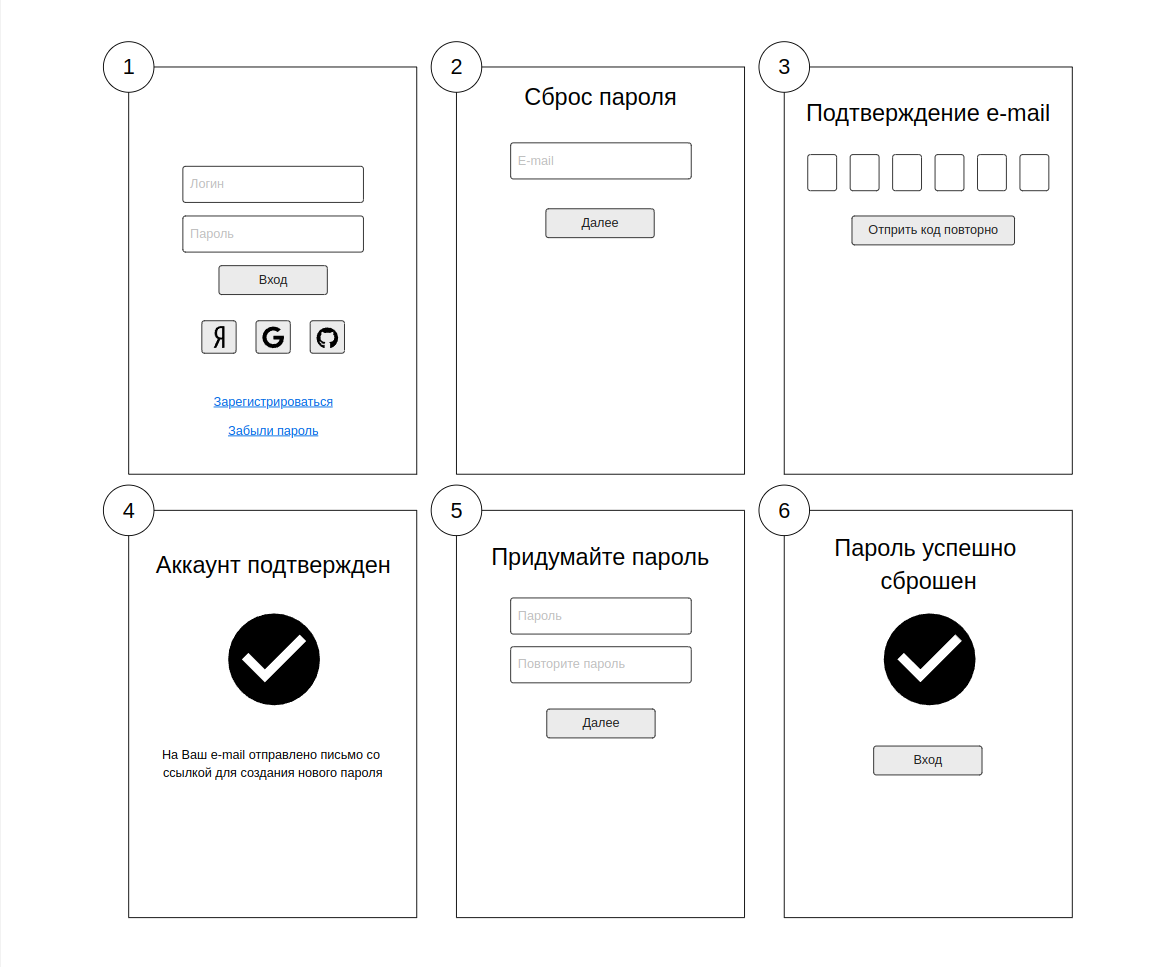 1
Логин
Пароль
Вход
Я G
Зарегистрироваться
Забыли пароль
2
Сброс пароля
E-mail
Далее
3
Подтверждение e-mail
Отприть код повторно
4
Аккаунт подтвержден
На Ваш e-mail отправлено письмо со
ссылкой для создания нового пароля
5
Придумайте пароль
Пароль
Повторите пароль
Далее
6
Пароль успешно
сброшен
Вход